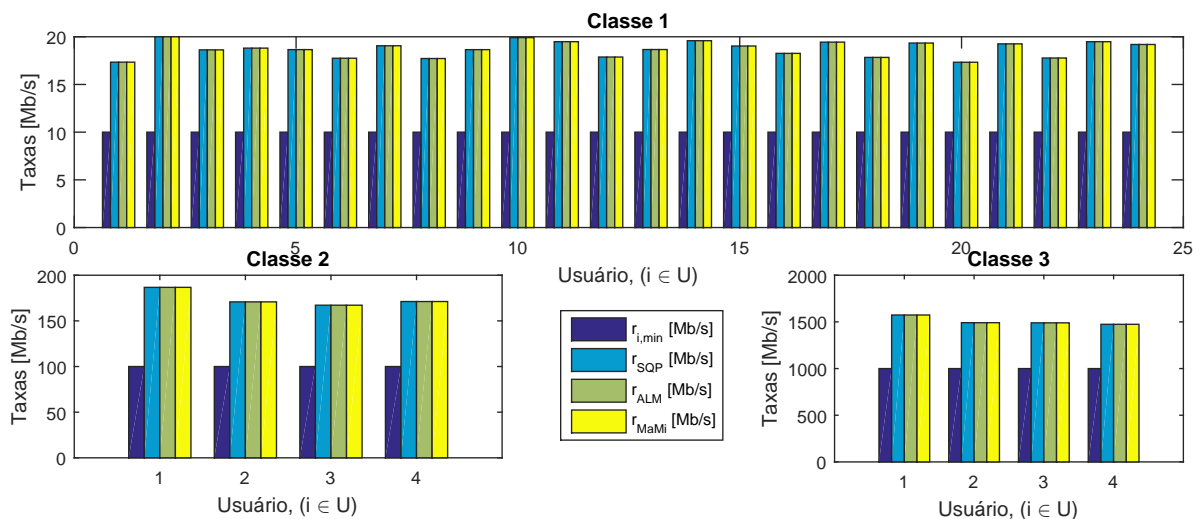 Classe 1
Taxas [Mb/s]
20
15
10
5
0
0 5 10 15 20 25
Usuário, (i ∈ U)
Classe 2
Taxas [Mb/s]
200
150
100
50
0
1 2 3 4
Usuário, (i ∈ U)
r_i,min [Mb/s]
r_SQP [Mb/s]
r_ALM [Mb/s]
r_MaMi [Mb/s]
Classe 3
Taxas [Mb/s]
2000
1500
1000
500
0
1 2 3 4
Usuário, (i ∈ U)